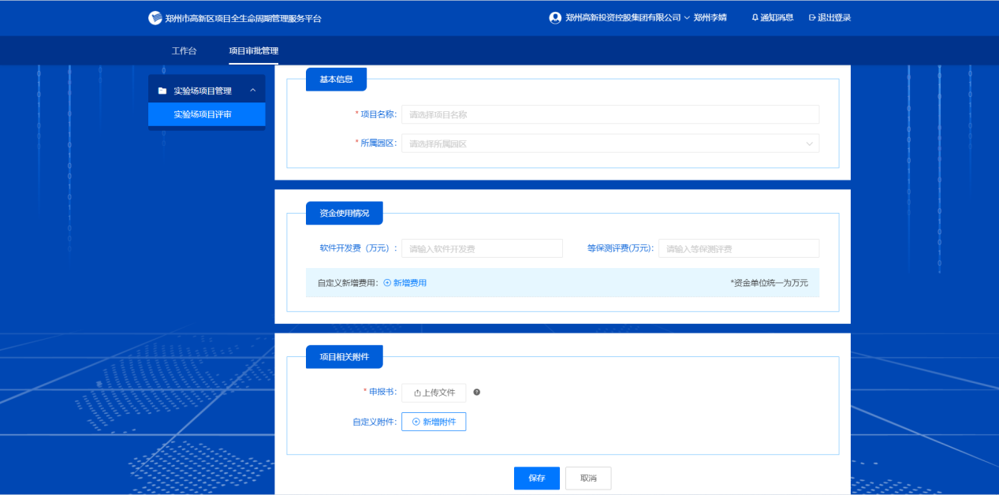 郑州市高新区项目全生命周期管理服务平台
郑州高新投资控股集团有限公司 郑州李婧 通知消息 退出登录
工作台 项目审批管理
实验场项目管理
实验场项目评审
基本信息
*项目名称: 请选择项目名称
*所属园区: 请选择所属园区
资金使用情况
软件开发费（万元）: 请输入软件开发费 等保测评费(万元): 请输入等保测评费
自定义新增费用: 新增费用 *资金单位统一为万元
项目相关附件
*申报书: 上传文件
自定义附件: 新增附件
保存 取消